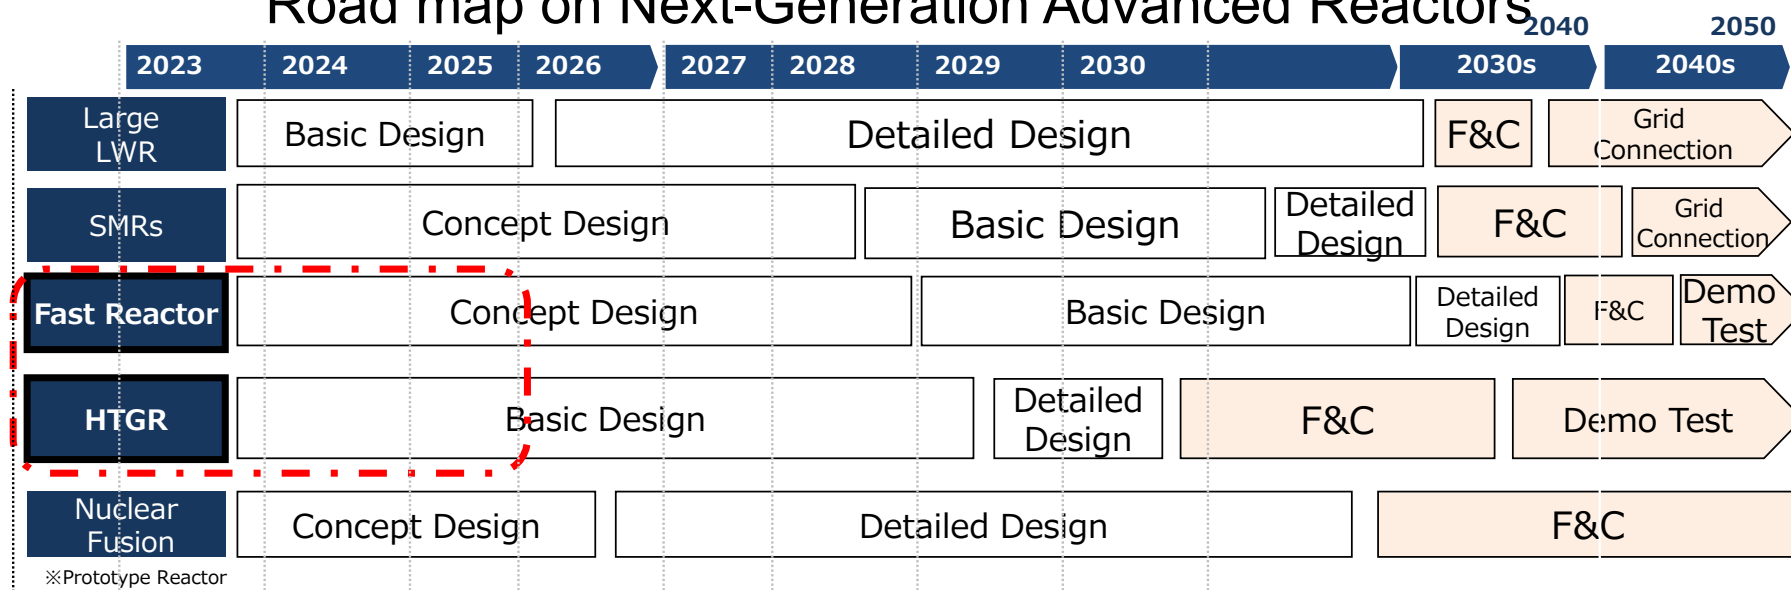 Road map on Next-Generation Advanced Reactors
2040 2050
2023 2024 2025 2026 2027 2028 2029 2030 2030s 2040s
Large
LWR
Basic Design
Detailed Design
F&C
Grid
Connection
SMRs
Concept Design
Basic Design
Detailed
Design
F&C
Grid
Connection
Fast Reactor
Concept Design
Basic Design
Detailed
Design
F&C
Demo
Test
HTGR
Basic Design
Detailed
Design
F&C
Demo Test
Nuclear
Fusion
Concept Design
Detailed Design
F&C
※Prototype Reactor